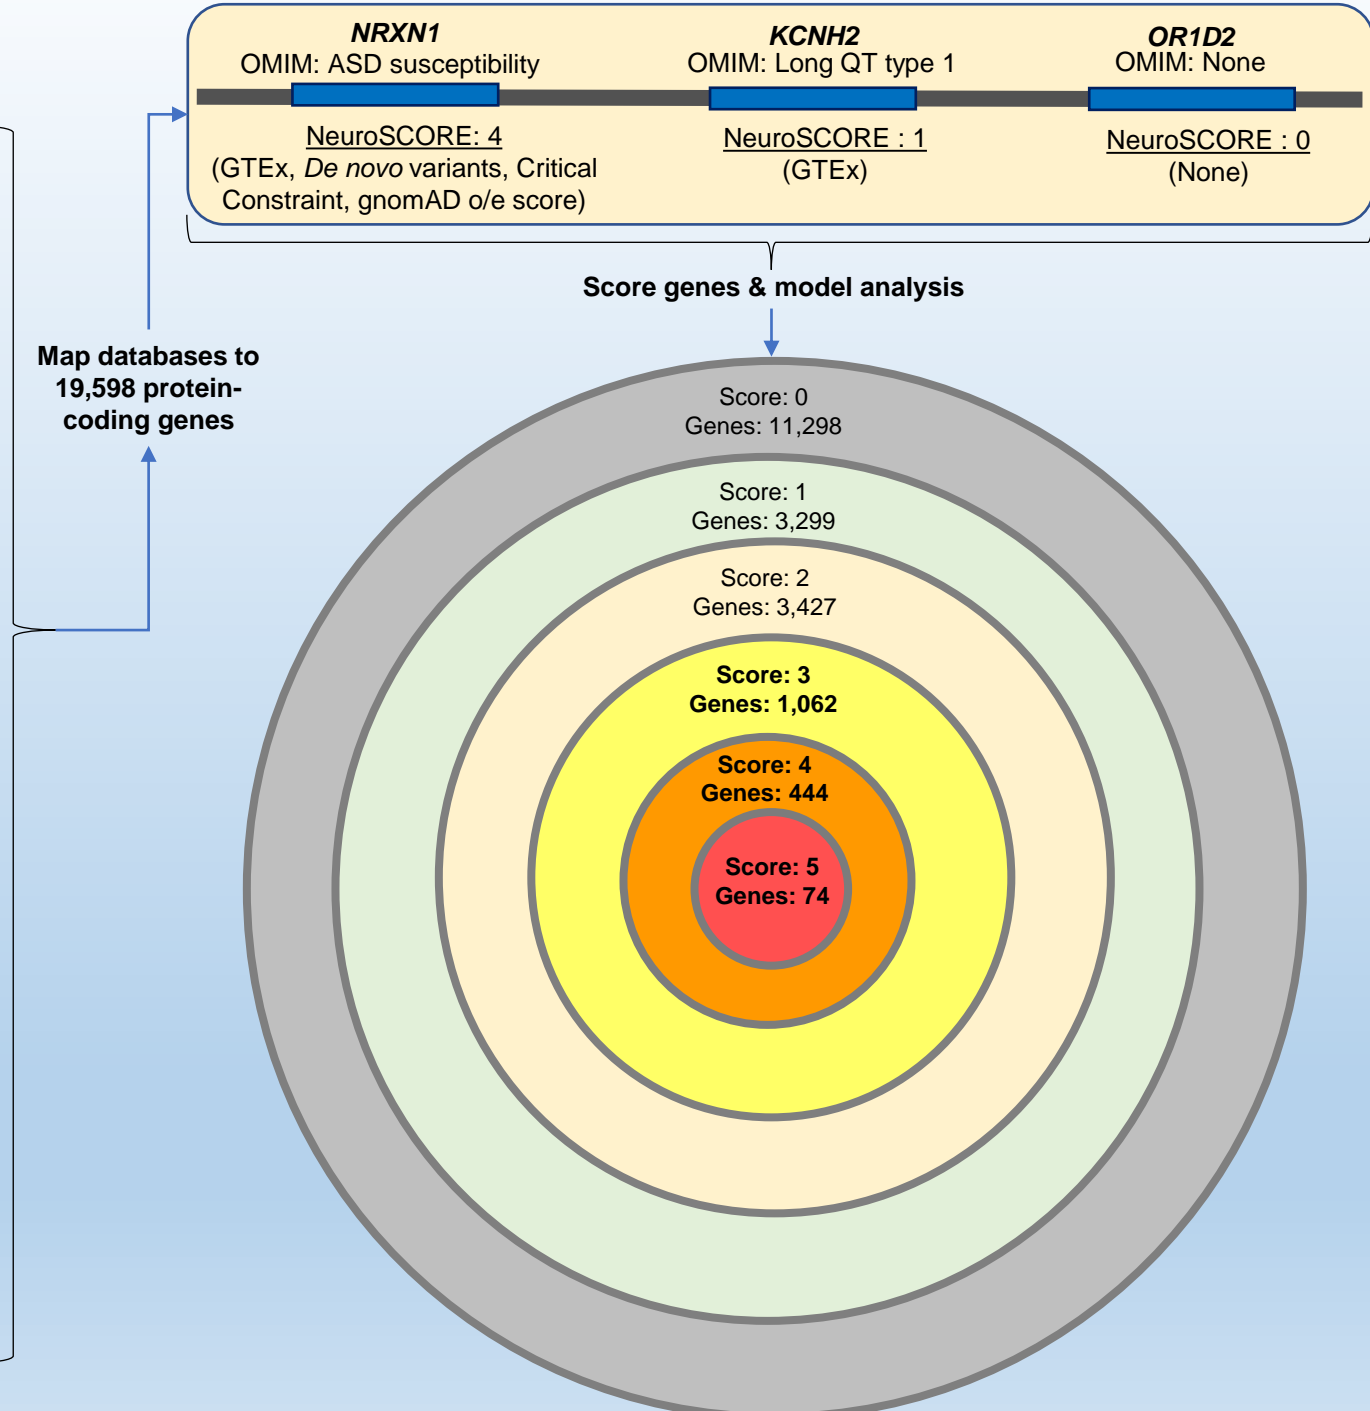 NRXN1
OMIM: ASD susceptibility
NeuroSCORE: 4
(GTEx, De novo variants, Critical
Constraint, gnomAD o/e score)
KCNH2
OMIM: Long QT type 1
NeuroSCORE : 1
(GTEx)
OR1D2
OMIM: None
NeuroSCORE : 0
(None)
Score genes & model analysis
Map databases to
19,598 protein-
coding genes
Score: 0
Genes: 11,298
Score: 1
Genes: 3,299
Score: 2
Genes: 3,427
Score: 3
Genes: 1,062
Score: 4
Genes: 444
Score: 5
Genes: 74